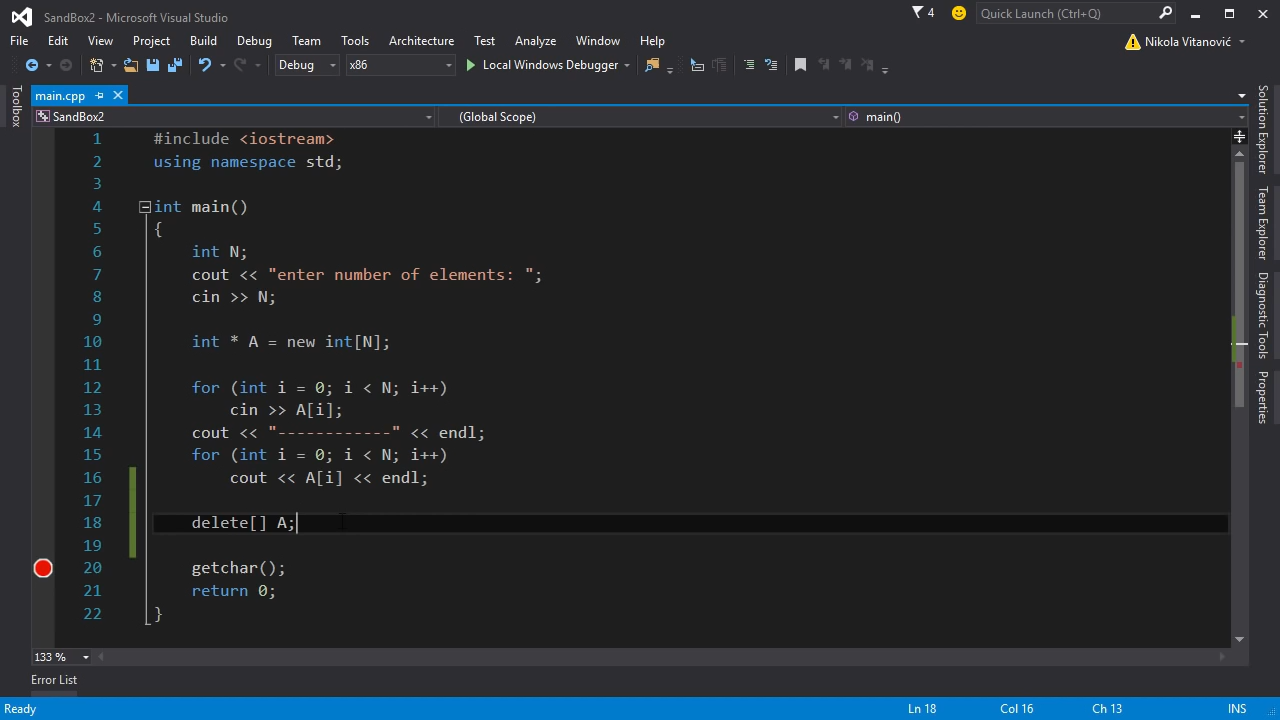 SandBox2 - Microsoft Visual Studio
4
Quick Launch (Ctrl+Q)
File Edit View Project Build Debug Team Tools Architecture Test Analyze Window Help
Nikola Vitanović
Debug x86 Local Windows Debugger
Toolbox
main.cpp
SandBox2 (Global Scope) main()
1 #include <iostream>
2 using namespace std;
3
4 int main()
5 {
6 int N;
7 cout << "enter number of elements: ";
8 cin >> N;
9
10 int * A = new int[N];
11
12 for (int i = 0; i < N; i++)
13 cin >> A[i];
14 cout << "------------" << endl;
15 for (int i = 0; i < N; i++)
16 cout << A[i] << endl;
17
18 delete[] A;
19
20 getchar();
21 return 0;
22 }
Solution Explorer
Team Explorer
Diagnostic Tools
Properties
133 %
Error List
Ready Ln 18 Col 16 Ch 13 INS